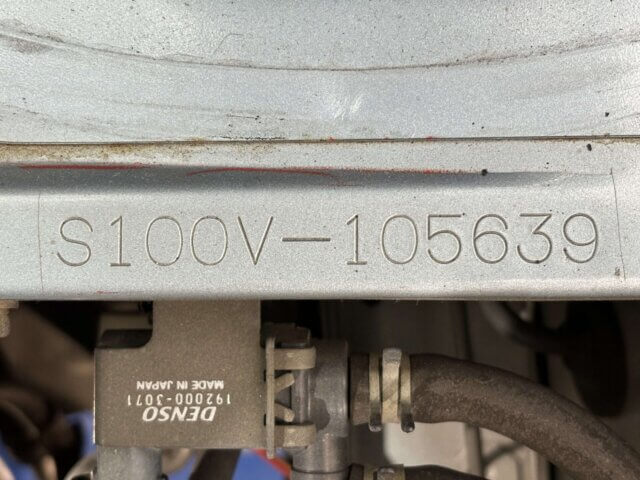 S100V-105639
DENSO
192000-3071
MADE IN JAPAN